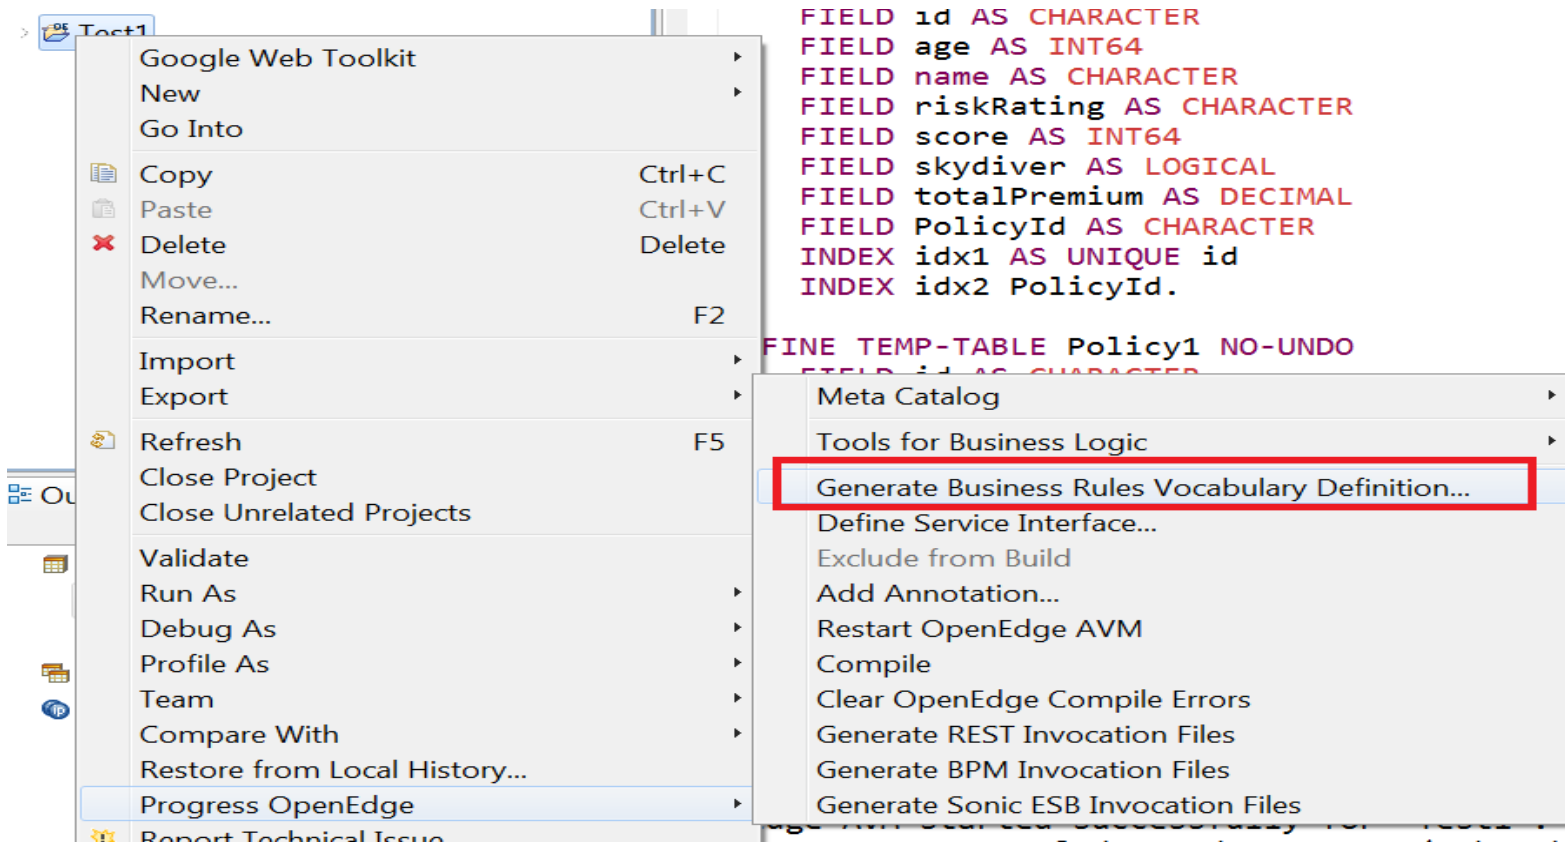 Test1
Google Web Toolkit
New
Go Into
Copy Ctrl+C
Paste Ctrl+V
Delete Delete
Move...
Rename... F2
Import
Export
Refresh F5
Close Project
Close Unrelated Projects
Validate
Run As
Debug As
Profile As
Team
Compare With
Restore from Local History...
Progress OpenEdge
Report Technical Issue
Ou
FIELD id AS CHARACTER
FIELD age AS INT64
FIELD name AS CHARACTER
FIELD riskRating AS CHARACTER
FIELD score AS INT64
FIELD skydiver AS LOGICAL
FIELD totalPremium AS DECIMAL
FIELD PolicyId AS CHARACTER
INDEX idx1 AS UNIQUE id
INDEX idx2 PolicyId.
FINE TEMP-TABLE Policy1 NO-UNDO
FIELD id AS CHARACTER
Meta Catalog
Tools for Business Logic
Generate Business Rules Vocabulary Definition...
Define Service Interface...
Exclude from Build
Add Annotation...
Restart OpenEdge AVM
Compile
Clear OpenEdge Compile Errors
Generate REST Invocation Files
Generate BPM Invocation Files
Generate Sonic ESB Invocation Files